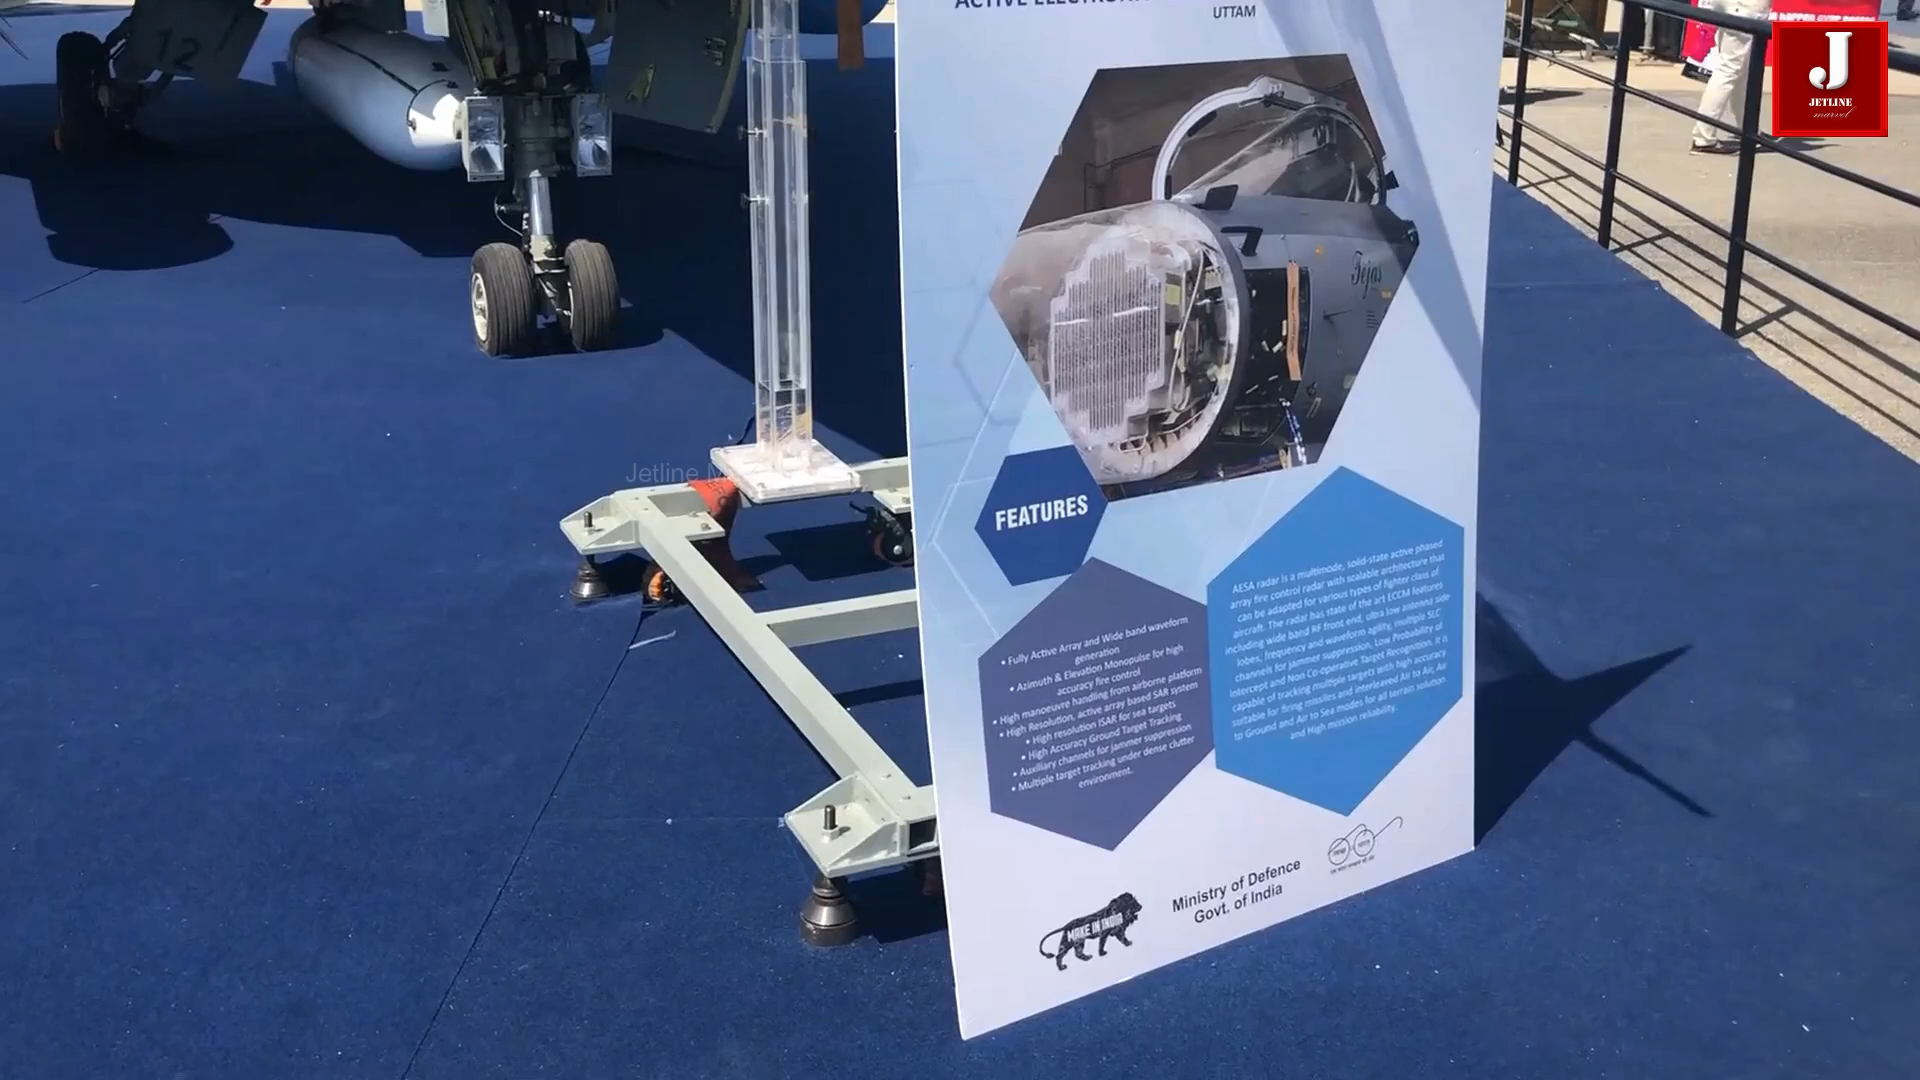 12
J
JETLINE
marvel
ACTIVE
UTTAM
Tejas
Jetline
FEATURES
• Fully Active Array and Wide band waveform
generation
• Azimuth & Elevation Monopulse for high
accuracy fire control
• High manoeuvre handling from airborne platform
• High Resolution, active array based SAR system
• High resolution ISAR for sea targets
• High Accuracy Ground Target Tracking
• Auxiliary channels for jammer suppression
• Multiple target tracking under dense clutter
environment.
AESA radar is a multimode, solid-state active phased
array fire control radar with scalable architecture that
can be adapted for various types of fighter class of
aircraft. The radar has state of the art ECCM features
including wide band RF front end, ultra low antenna side
lobes, frequency and waveform agility, multiple SLC
channels for jammer suppression, Low Probability of
Intercept and Non Co-operative Target Recognition. It is
capable of tracking multiple targets with high accuracy
suitable for firing missiles and interleaved Air to Air, Air
to Ground and Air to Sea modes for all terrain solution
and High mission reliability.
MAKE IN INDIA
Ministry of Defence
Govt. of India